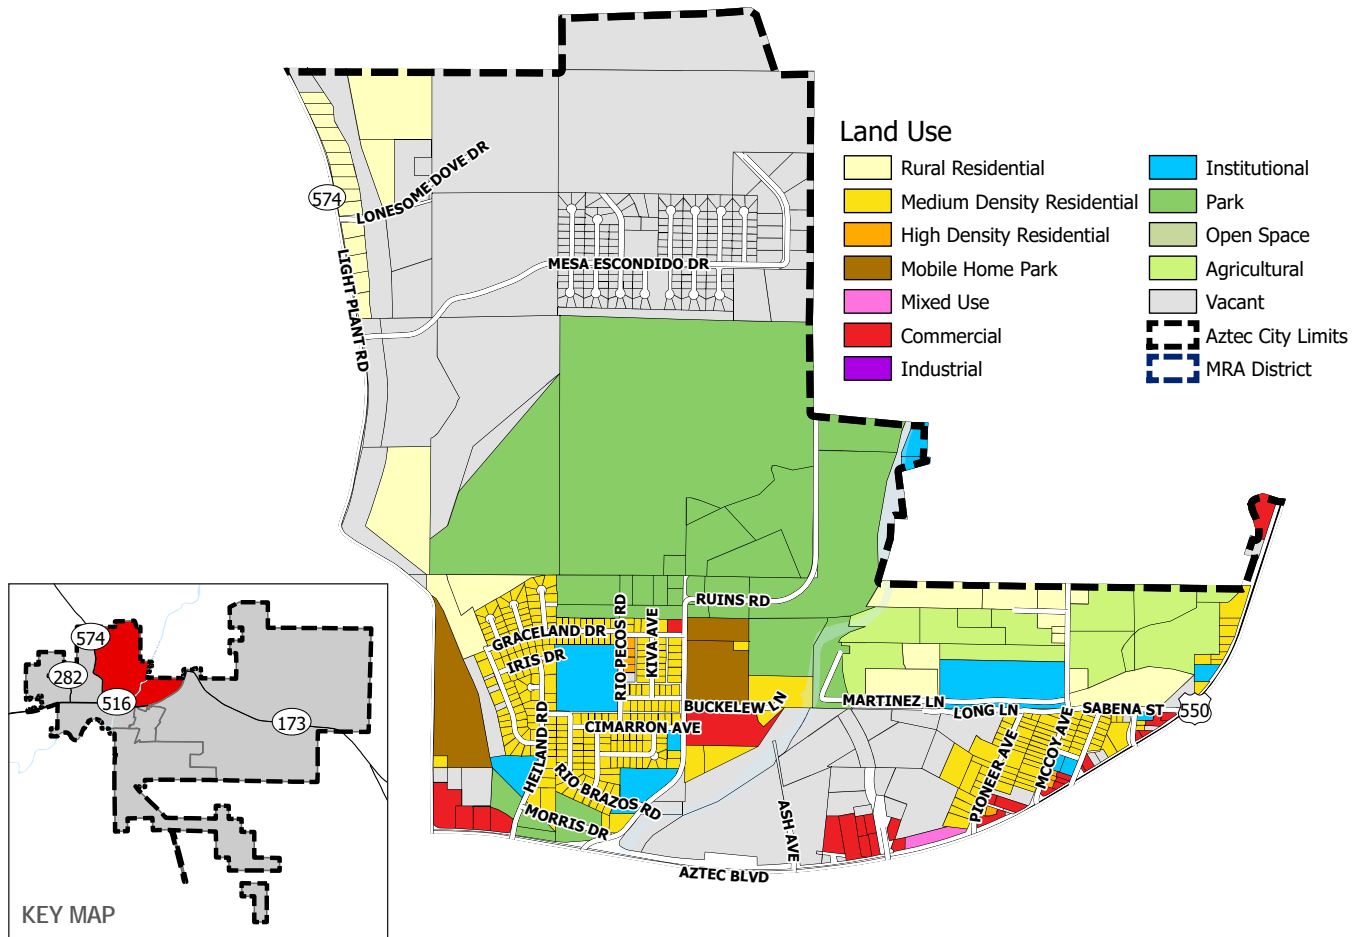 Land Use
Rural Residential
Medium Density Residential
High Density Residential
Mobile Home Park
Mixed Use
Commercial
Industrial
Institutional
Park
Open Space
Agricultural
Vacant
Aztec City Limits
MRA District
574
LONESOME DOVE DR
LIGHT PLANT RD
MESA ESCONDIDO DR
RUINS RD
GRACELAND DR
IRIS DR
RIO PECOS RD
KIVA AVE
BUCKELEW LN
CIMARRON AVE
HEILAND RD
RIO BRAZOS RD
MORRIS DR
MARTINEZ LN
LONG LN
SABENA ST
550
PIONEER AVE
MCCOY AVE
ASH AVE
AZTEC BLVD
574
282
516
173
KEY MAP